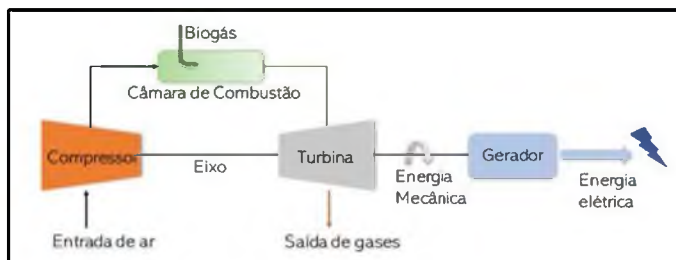 Biogás
Câmara de Combustão
Compressor
Eixo
Turbina
Energia
Mecânica
Gerador
Energia
elétrica
Entrada de ar
Saída de gases